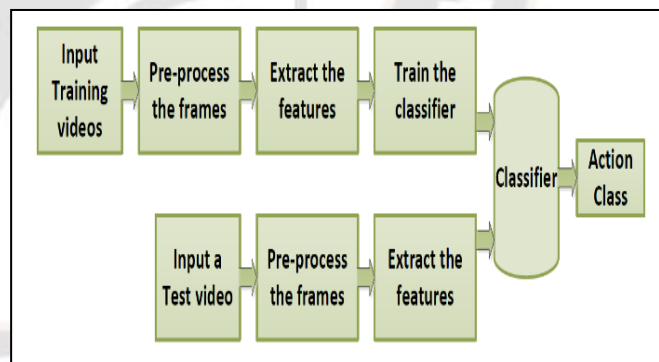 Input
Training
videos
Pre-process
the frames
Extract the
features
Train the
classifier
Classifier
Action
Class
Input a
Test video
Pre-process
the frames
Extract the
features